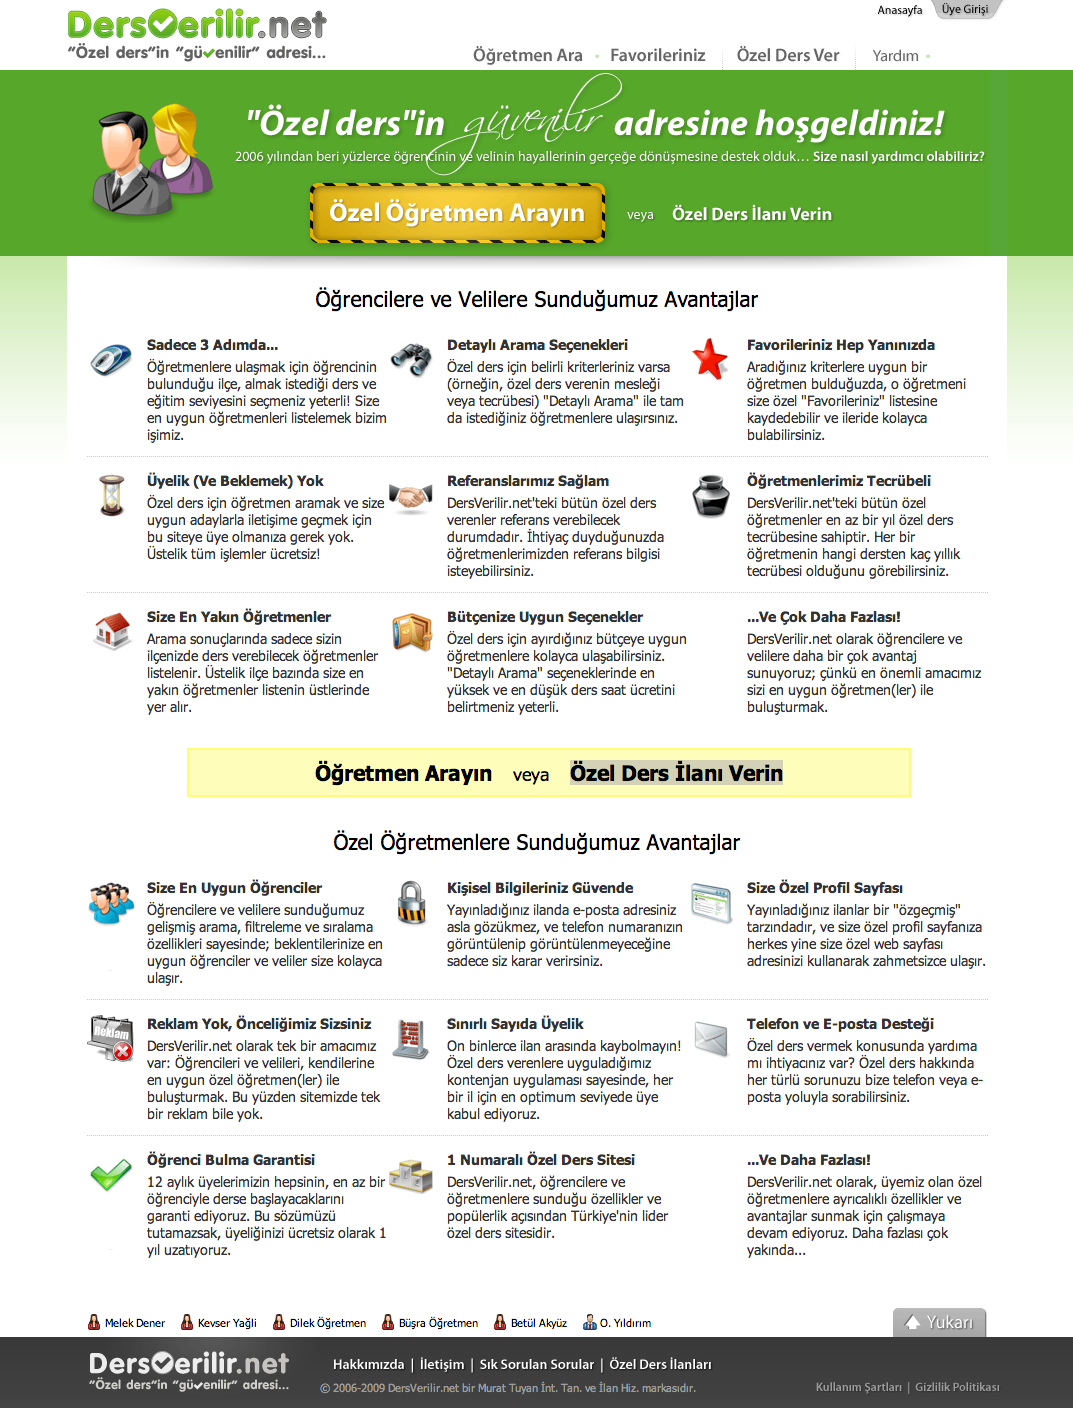 DersVerilir.net
"Özel ders"in "güvenilir" adresi...
Anasayfa
Üye Girişi
Öğretmen Ara
Favorileriniz
Özel Ders Ver
Yardım
"Özel ders"in güvenilir adresine hoşgeldiniz!
2006 yılından beri yüzlerce öğrencinin ve velinin hayallerinin gerçeğe dönüşmesine destek olduk... Size nasıl yardımcı olabiliriz?
Özel Öğretmen Arayın
veya
Özel Ders İlanı Verin
Öğrencilere ve Velilere Sunduğumuz Avantajlar
Sadece 3 Adımda...
Öğretmenlere ulaşmak için öğrencinin
bulunduğu ilçe, almak istediği ders ve
eğitim seviyesini seçmeniz yeterli! Size
en uygun öğretmenleri listelemek bizim
işimiz.
Detaylı Arama Seçenekleri
Özel ders için belirli kriterleriniz varsa
(örneğin, özel ders verenin mesleği
veya tecrübesi) "Detaylı Arama" ile tam
da istediğiniz öğretmenlere ulaşırsınız.
Favorileriniz Hep Yanınızda
Aradığınız kriterlere uygun bir
öğretmen bulduğuzda, o öğretmeni
size özel "Favorileriniz" listesine
kaydedebilir ve ileride kolayca
bulabilirsiniz.
Üyelik (Ve Beklemek) Yok
Özel ders için öğretmen aramak ve size
uygun adaylarla iletişime geçmek için
bu siteye üye olmanıza gerek yok.
Üstelik tüm işlemler ücretsiz!
Referanslarımız Sağlam
DersVerilir.net'teki bütün özel ders
verenler referans verebilecek
durumdadır. İhtiyaç duyduğunuzda
öğretmenlerimizden referans bilgisi
isteyebilirsiniz.
Öğretmenlerimiz Tecrübeli
DersVerilir.net'teki bütün özel
öğretmenler en az bir yıl özel ders
tecrübesine sahiptir. Her bir
öğretmenin hangi dersten kaç yıllık
tecrübesi olduğunu görebilirsiniz.
Size En Yakın Öğretmenler
Arama sonuçlarında sadece sizin
ilçenizde ders verebilecek öğretmenler
listelenir. Üstelik ilçe bazında size en
yakın öğretmenler listenin üstlerinde
yer alır.
Bütçenize Uygun Seçenekler
Özel ders için ayırdığınız bütçeye uygun
öğretmenlere kolayca ulaşabilirsiniz.
"Detaylı Arama" seçeneklerinde en
yüksek ve en düşük ders saat ücretini
belirtmeniz yeterli.
...Ve Çok Daha Fazlası!
DersVerilir.net olarak öğrencilere ve
velilere daha bir çok avantaj
sunuyoruz; çünkü en önemli amacımız
sizi en uygun öğretmen(ler) ile
buluşturmak.
Öğretmen Arayın veya Özel Ders İlanı Verin
Özel Öğretmenlere Sunduğumuz Avantajlar
Size En Uygun Öğrenciler
Öğrencilere ve velilere sunduğumuz
gelişmiş arama, filtreleme ve sıralama
özellikleri sayesinde; beklentilerinize en
uygun öğrenciler ve veliler size kolayca
ulaşır.
Kişisel Bilgileriniz Güvende
Yayınladığınız ilanda e-posta adresiniz
asla gözükmez, ve telefon numaranızın
görüntülenip görüntülenmeyeceğine
sadece siz karar verirsiniz.
Size Özel Profil Sayfası
Yayınladığınız ilanlar bir "özgeçmiş"
tarzındadır, ve size özel profil sayfanıza
herkes yine size özel web sayfası
adresinizi kullanarak zahmetsizce ulaşır.
Reklam
Reklam Yok, Önceliğimiz Sizsiniz
DersVerilir.net olarak tek bir amacımız
var: Öğrencileri ve velileri, kendilerine
en uygun özel öğretmen(ler) ile
buluşturmak. Bu yüzden sitemizde tek
bir reklam bile yok.
Sınırlı Sayıda Üyelik
On binlerce ilan arasında kaybolmayın!
Özel ders verenlere uyguladığımız
kontenjan uygulaması sayesinde, her
bir il için en optimum seviyede üye
kabul ediyoruz.
Telefon ve E-posta Desteği
Özel ders vermek konusunda yardıma
mı ihtiyacınız var? Özel ders hakkında
her türlü sorunuzu bize telefon veya e-
posta yoluyla sorabilirsiniz.
Öğrenci Bulma Garantisi
12 aylık üyelerimizin hepsinin, en az bir
öğrenciyle derse başlayacaklarını
garanti ediyoruz. Bu sözümüzü
tutamazsak, üyeliğinizi ücretsiz olarak 1
yıl uzatıyoruz.
1 Numaralı Özel Ders Sitesi
DersVerilir.net, öğrencilere ve
öğretmenlere sunduğu özellikler ve
popülerlik açısından Türkiye'nin lider
özel ders sitesidir.
...Ve Daha Fazlası!
DersVerilir.net olarak, üyemiz olan özel
öğretmenlere ayrıcalıklı özellikler ve
avantajlar sunmak için çalışmaya
devam ediyoruz. Daha fazlası çok
yakında...
Melek Dener Kevser Yağli Dilek Öğretmen Büşra Öğretmen Betül Akyüz O. Yıldırım
Yukarı
DersVerilir.net
"Özel ders"in "güvenilir" adresi...
Hakkımızda | İletişim | Sık Sorulan Sorular | Özel Ders İlanları
© 2006-2009 DersVerilir.net bir Murat Tuyan İnt. Tan. ve İlan Hiz. markasıdır.
Kullanım Şartları | Gizlilik Politikası